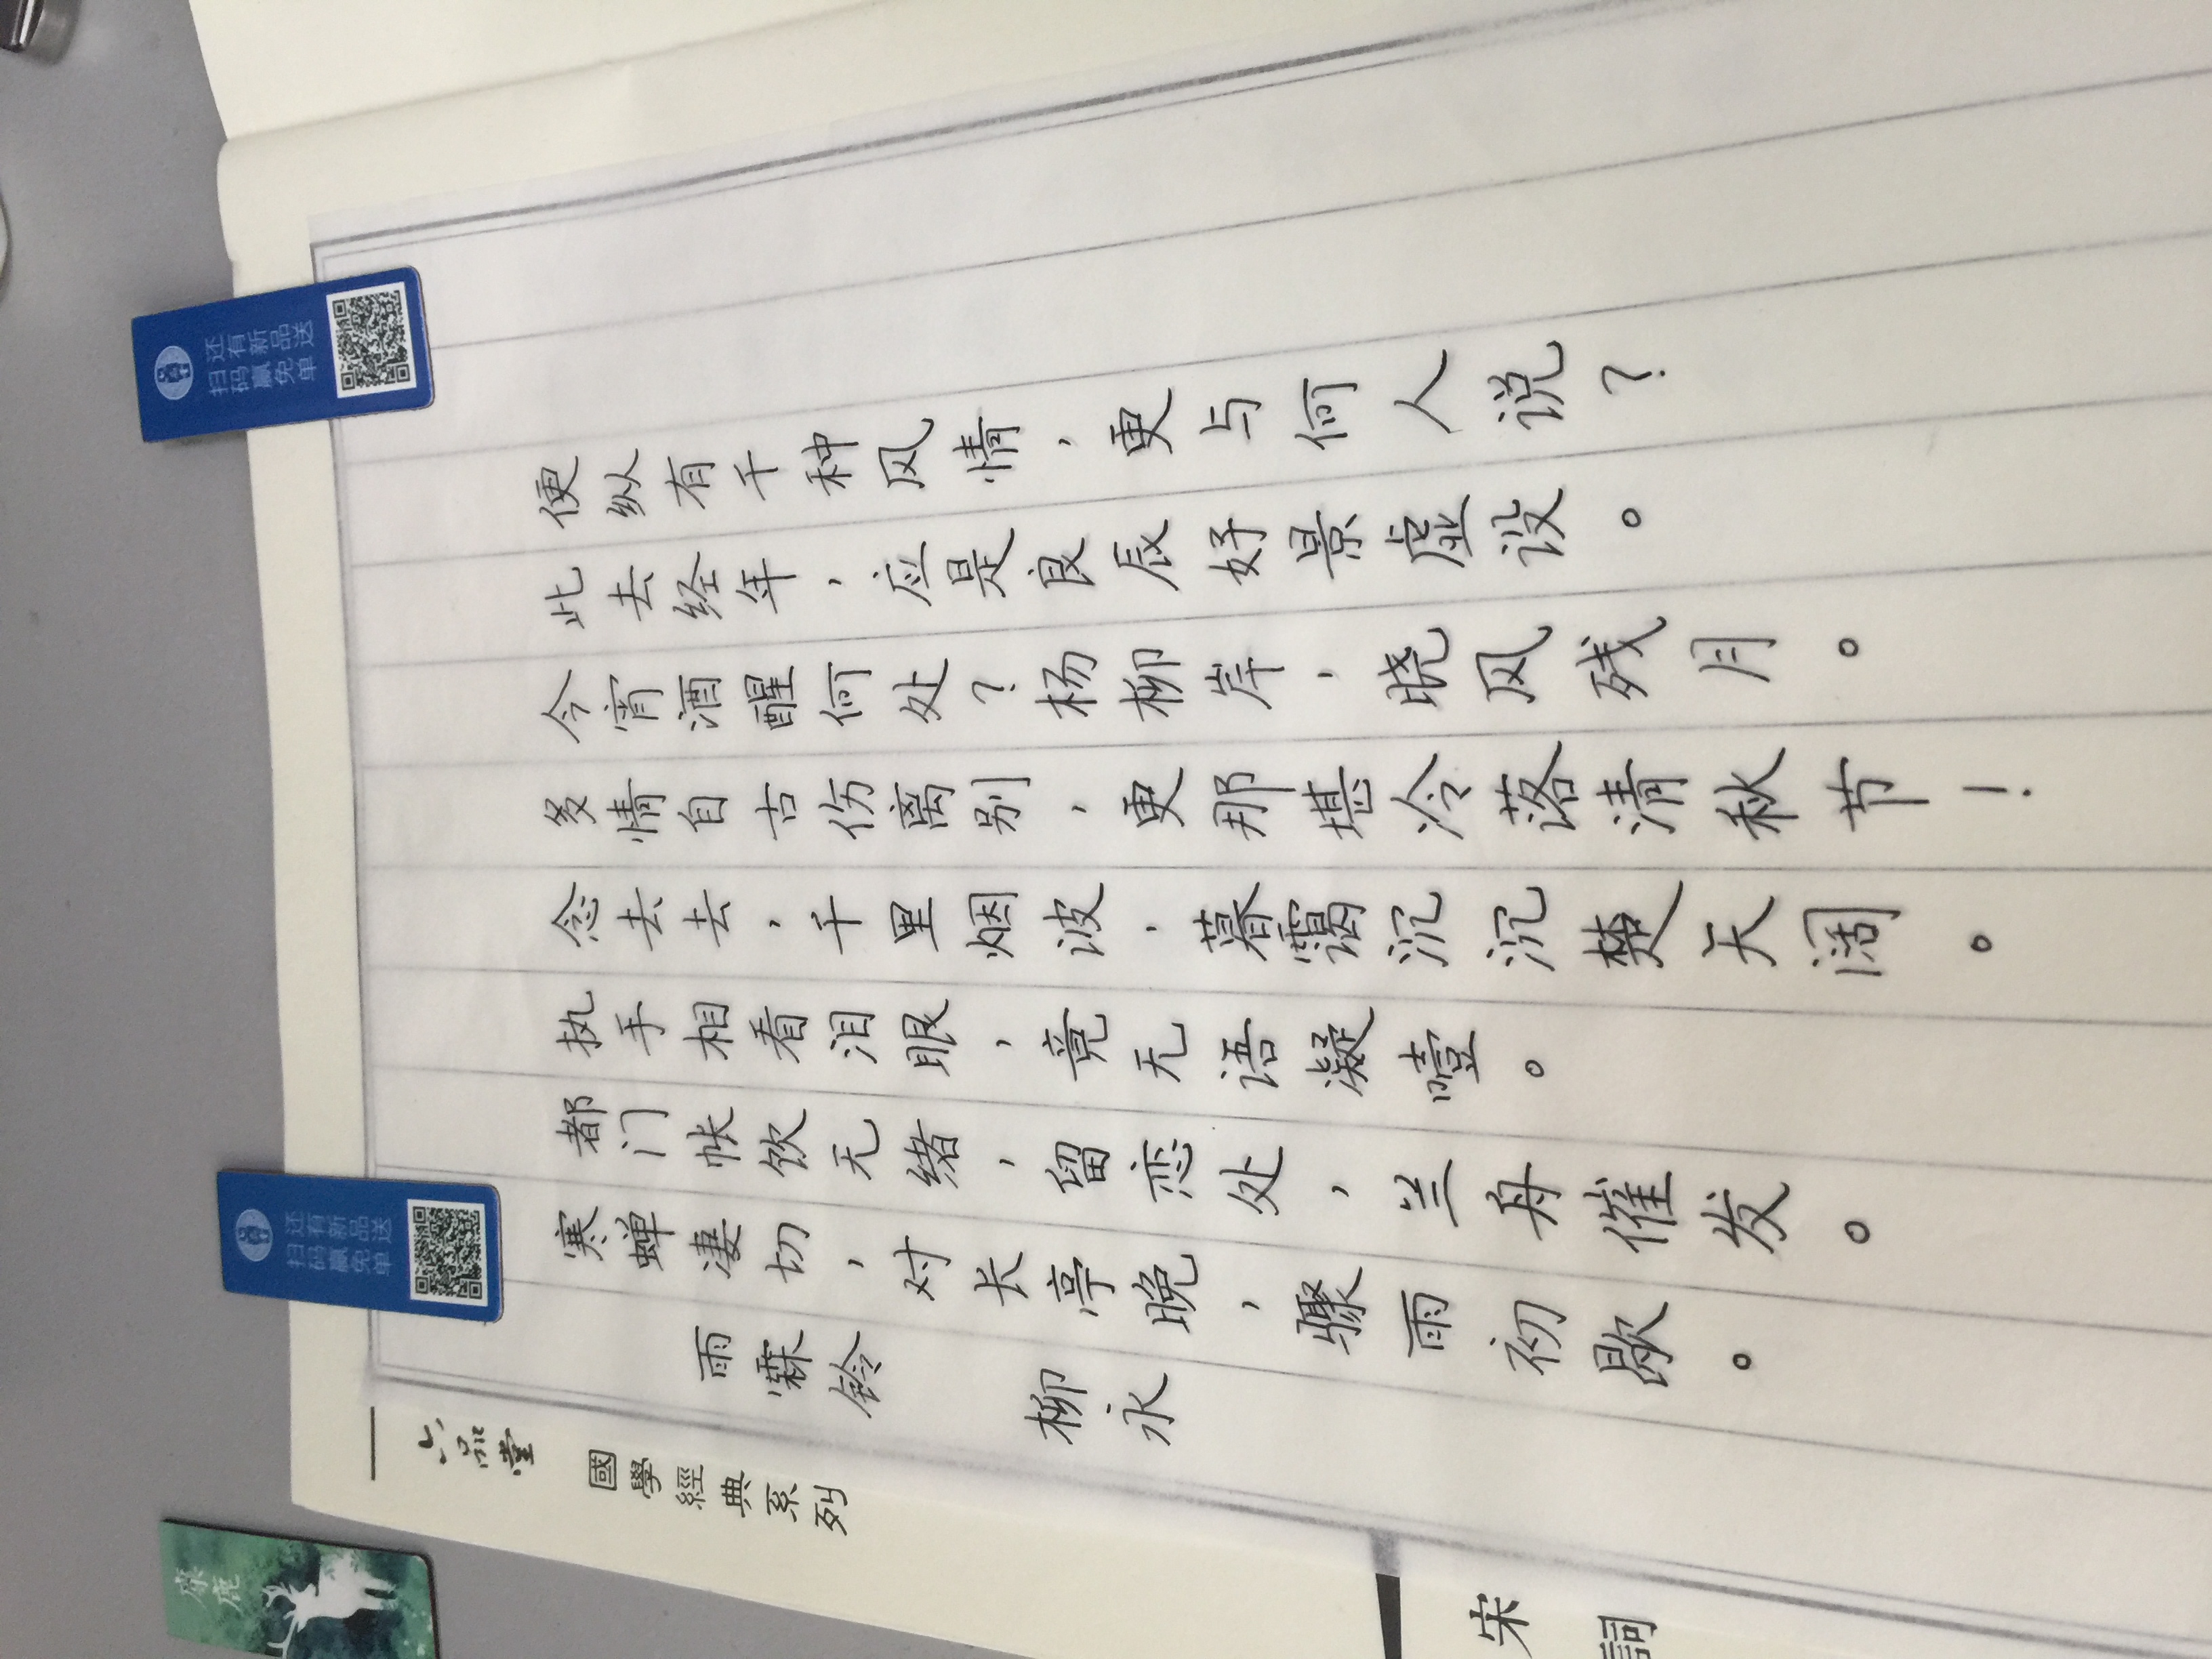 雨霖铃 柳永
寒蝉凄切，对长亭晚，骤雨初歇。
都门帐饮无绪，留恋处，兰舟催发。
执手相看泪眼，竟无语凝噎。
念去去，千里烟波，暮霭沉沉楚天阔。
多情自古伤离别，更那堪冷落清秋节！
今宵酒醒何处？杨柳岸，晓风残月。
此去经年，应是良辰好景虚设。
便纵有千种风情，更与何人说？
六品堂 國學經典系列
宋詞
麋鹿
还有新品送
扫码赢免单
还有新品送
扫码赢免单